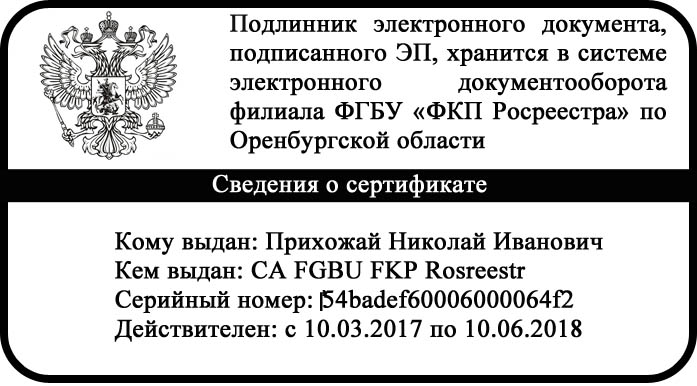 Подлинник электронного документа,
подписанного ЭП, хранится в системе
электронного документооборота
филиала ФГБУ «ФКП Росреестра» по
Оренбургской области
Сведения о сертификате
Кому выдан: Прихожай Николай Иванович
Кем выдан: CA FGBU FKP Rosreestr
Серийный номер: 54badef60006000064f2
Действителен: с 10.03.2017 по 10.06.2018